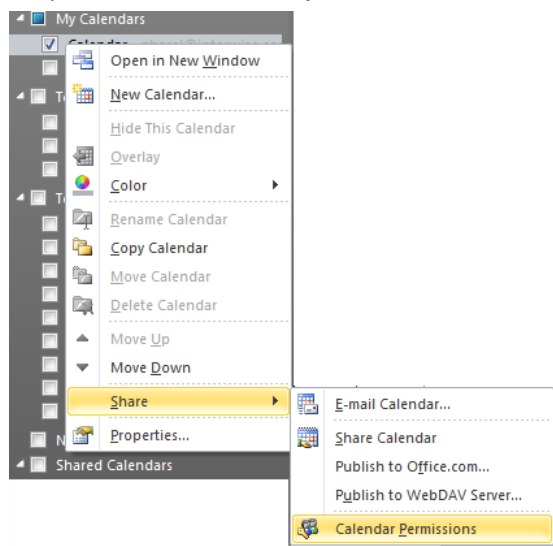 My Calendars
Open in New Window
New Calendar...
Hide This Calendar
Overlay
Color
Rename Calendar
Copy Calendar
Move Calendar
Delete Calendar
Move Up
Move Down
Share
E-mail Calendar...
Properties...
Share Calendar
Shared Calendars
Publish to Office.com...
Publish to WebDAV Server...
Calendar Permissions